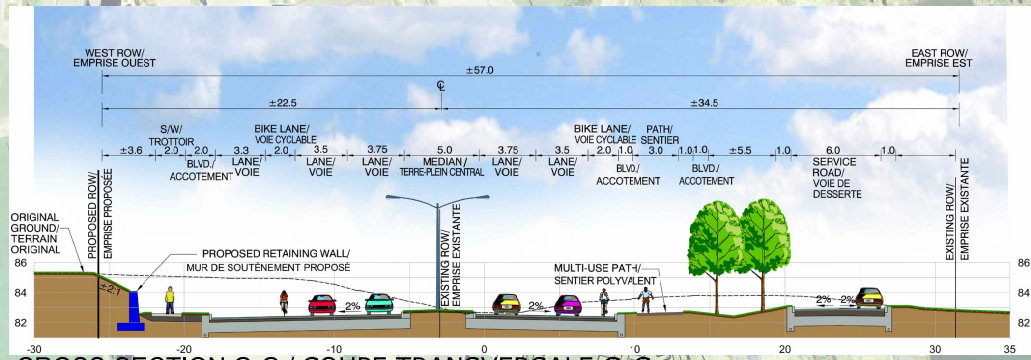 WEST ROW/
EMPRISE OUEST
EAST ROW/
EMPRISE EST
±57.0
℄
±22.5
±34.5
S/W/
TROTTOIR
BIKE LANE/
VOIE CYCLABLE
BIKE LANE/
VOIE CYCLABLE
PATH/
SENTIER
±3.6 2.0 2.0 3.3 2.0 3.5 3.75 5.0 3.75 3.5 2.0 1.0 3.0 1.0 1.0 ±5.5 1.0 6.0 1.0
BLVD./
ACCOTEMENT
LANE/
VOIE
LANE/
VOIE
LANE/
VOIE
MEDIAN /
TERRE-PLEIN CENTRAL
LANE/
VOIE
LANE/
VOIE
BLVD./
ACCOTEMENT
BLVD./
ACCOTEMENT
SERVICE
ROAD/
VOIE DE
DESSERTE
PROPOSED ROW/
EMPRISE PROPOSÉE
EXISTING ROW/
EMPRISE EXISTANTE
EXISTING ROW/
EMPRISE EXISTANTE
ORIGINAL
GROUND/
TERRAIN
ORIGINAL
PROPOSED RETAINING WALL/
MUR DE SOUTÈNEMENT PROPOSÉ
MULTI-USE PATH/
SENTIER POLYVALENT
86
84
82
86
84
82
±2:1
2%
2%
2% 2%
-30 -20 -10 0 10 20 30 35